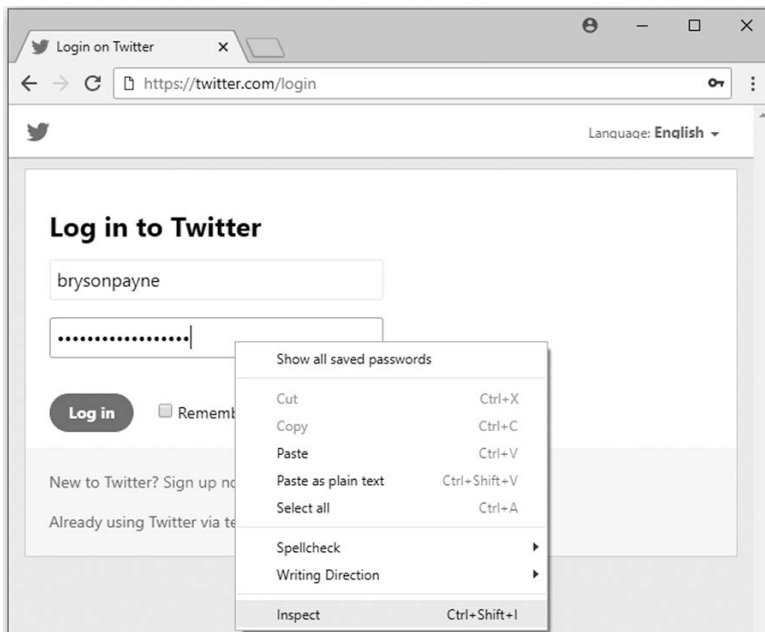 Login on Twitter
https://twitter.com/login
Language: English
Log in to Twitter
brysonpayne
••••••••••••••••••
Show all saved passwords
Cut Ctrl+X
Copy Ctrl+C
Log in
Paste Ctrl+V
Paste as plain text Ctrl+Shift+V
New to Twitter? Sign up
Select all Ctrl+A
Already using Twitter via
Spellcheck
Writing Direction
Inspect Ctrl+Shift+I